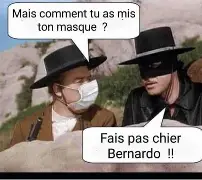 Mais comment tu as mis
ton masque  ?
Fais pas chier
Bernardo  !!